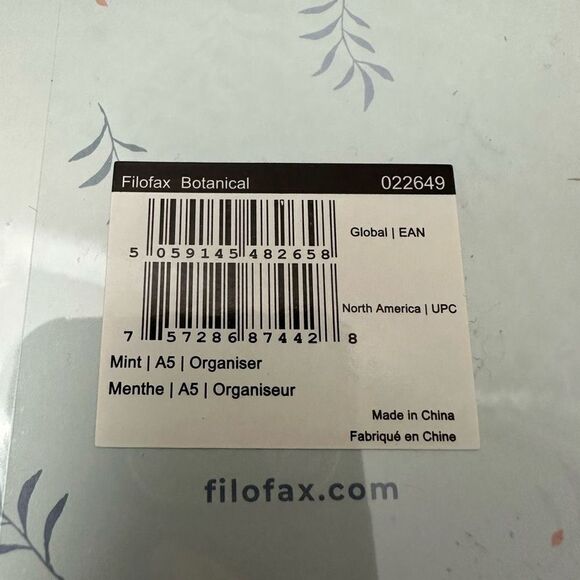 Filofax Botanical 022649
Global | EAN
5 059145 482658
North America | UPC
7 57286 87442 8
Mint | A5 | Organiser
Menthe | A5 | Organiseur
Made in China
Fabriqué en Chine
filofax.com